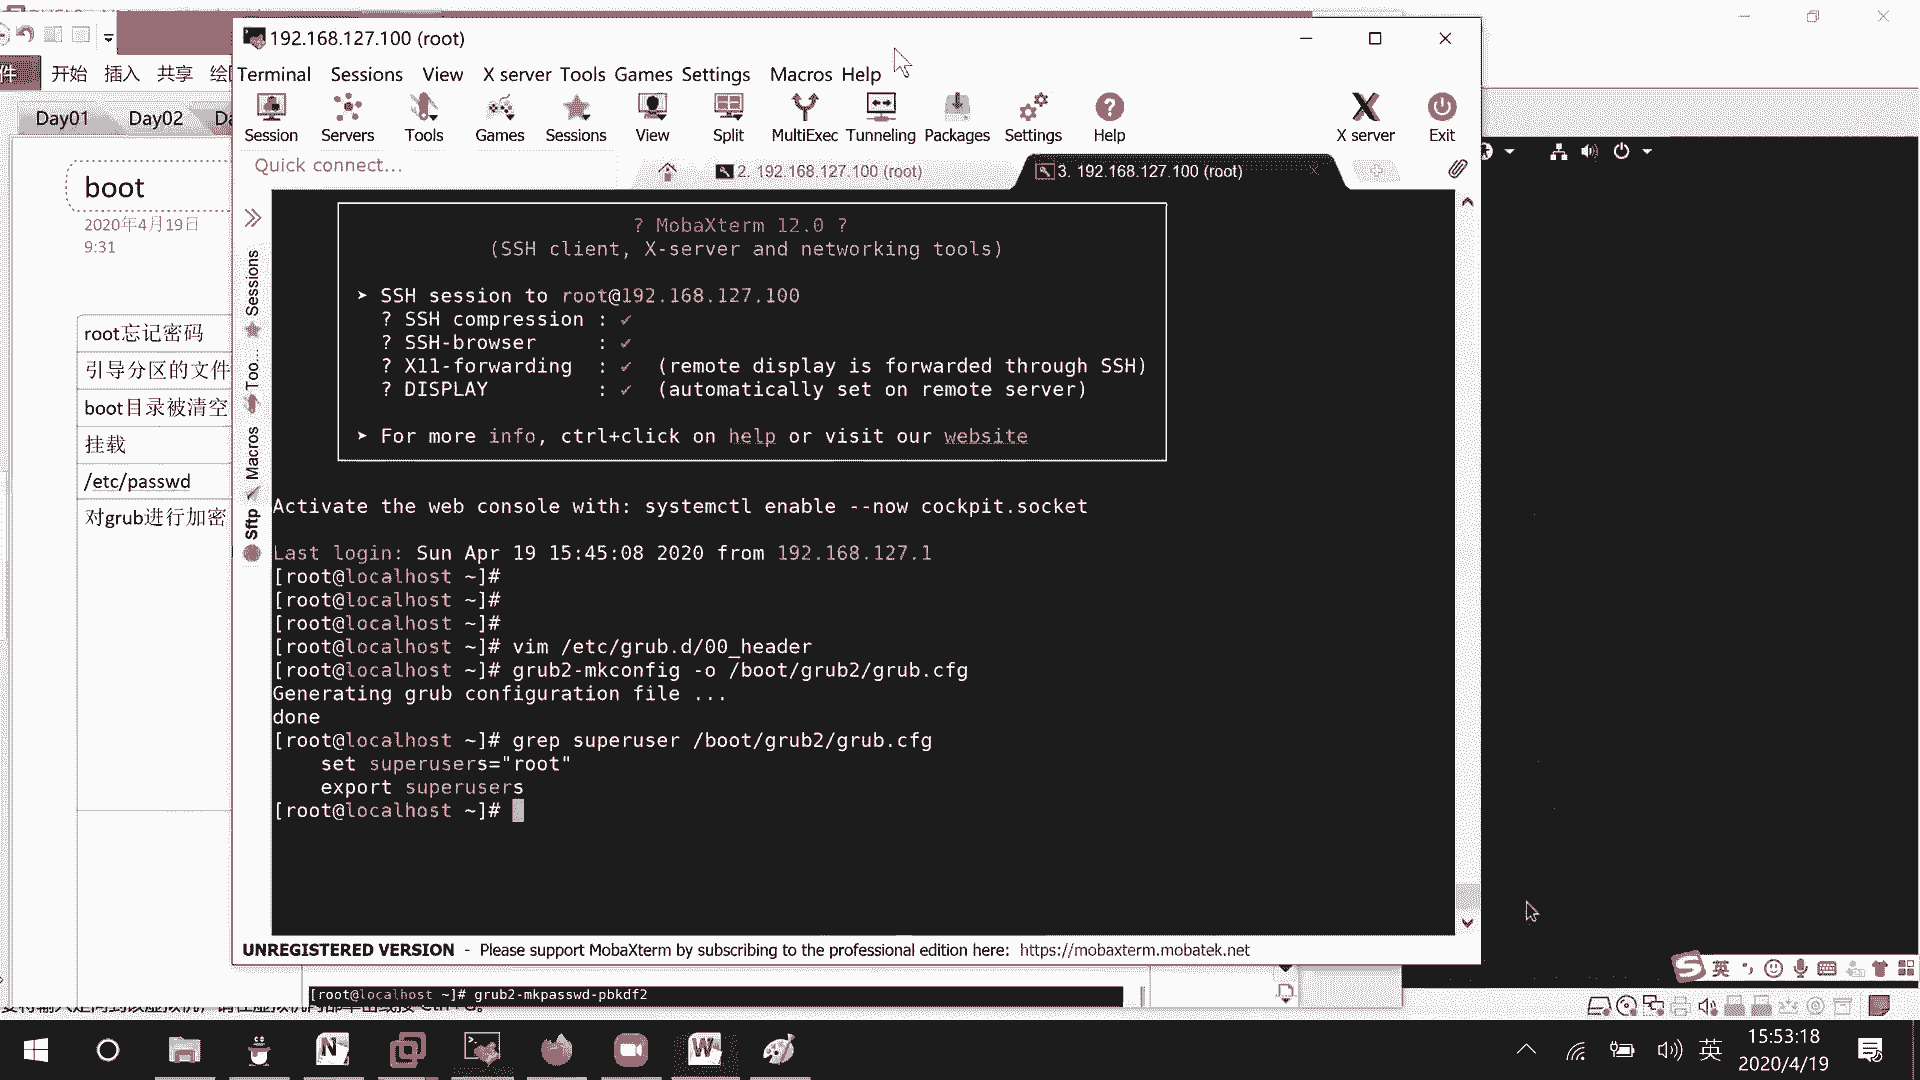 192.168.127.100 (root)
件 开始 插入 共享 绘
Terminal Sessions View X server Tools Games Settings Macros Help
Day01 Day02
Session Servers Tools Games Sessions View Split MultiExec Tunneling Packages Settings Help X server Exit
Quick connect...
2. 192.168.127.100 (root)
3. 192.168.127.100 (root)
boot
2020年4月19日
9:31
root忘记密码
引导分区的文件
boot目录被清空
挂载
/etc/passwd
对grub进行加密
Sessions
Too...
Macros
Sftp
? MobaXterm 12.0 ?
(SSH client, X-server and networking tools)
➤ SSH session to root@192.168.127.100
? SSH compression : ✔
? SSH-browser : ✔
? X11-forwarding : ✔ (remote display is forwarded through SSH)
? DISPLAY : ✔ (automatically set on remote server)
➤ For more info, ctrl+click on help or visit our website
Activate the web console with: systemctl enable --now cockpit.socket
Last login: Sun Apr 19 15:45:08 2020 from 192.168.127.1
[root@localhost ~]#
[root@localhost ~]#
[root@localhost ~]#
[root@localhost ~]# vim /etc/grub.d/00_header
[root@localhost ~]# grub2-mkconfig -o /boot/grub2/grub.cfg
Generating grub configuration file ...
done
[root@localhost ~]# grep superuser /boot/grub2/grub.cfg
set superusers="root"
export superusers
[root@localhost ~]#
UNREGISTERED VERSION - Please support MobaXterm by subscribing to the professional edition here: https://mobaxterm.mobatek.net
[root@localhost ~]# grub2-mkpasswd-pbkdf2
英
英
15:53:18
2020/4/19